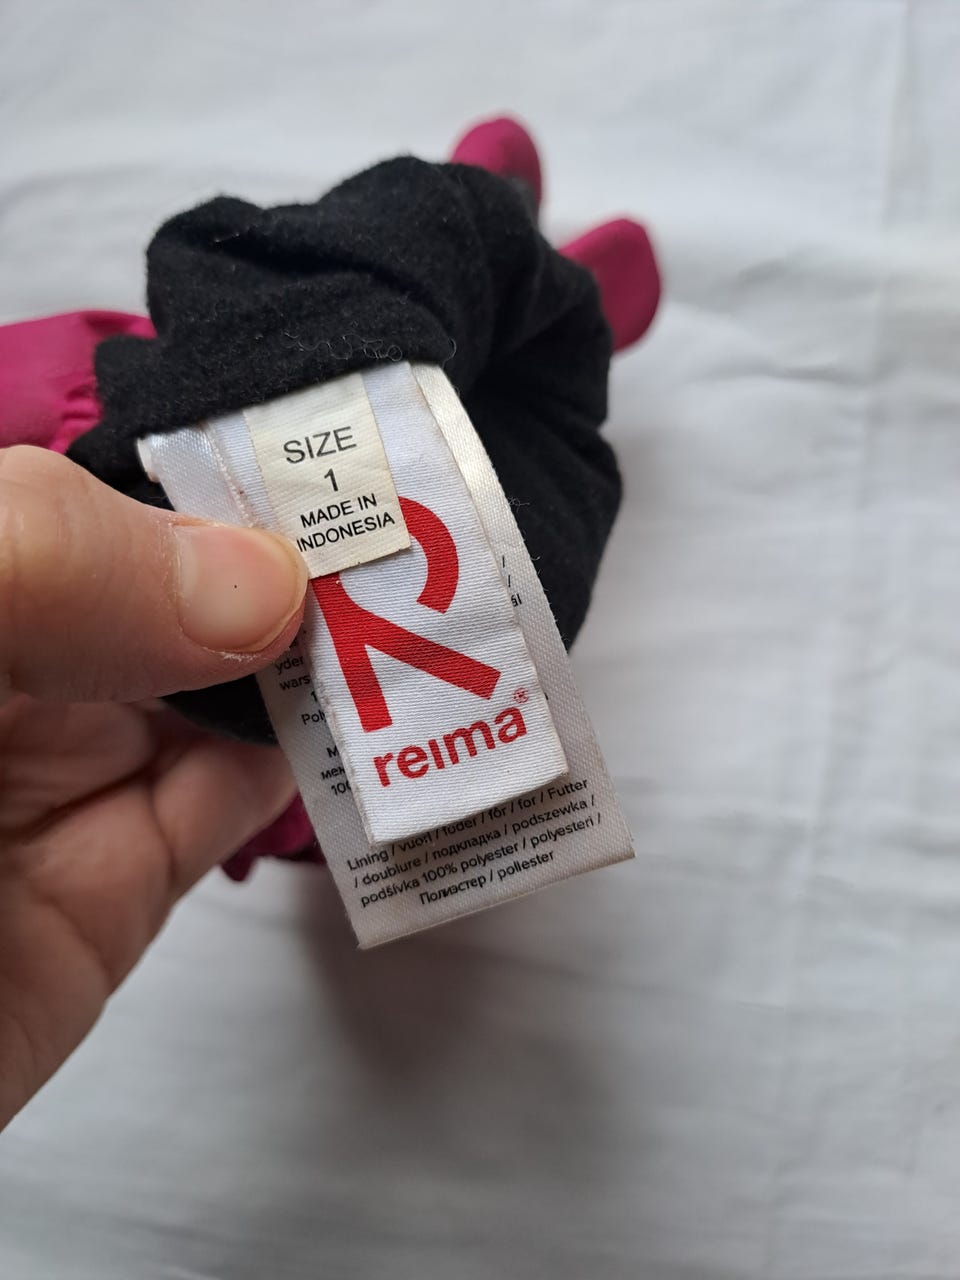 SIZE
1
MADE IN
INDONESIA
reima®
Lining / vuori / foder / fôr / for / Futter
/ doublure / подкладка / podszewka /
podšívka 100% polyester / polyesteri /
Полиэстер / poliester